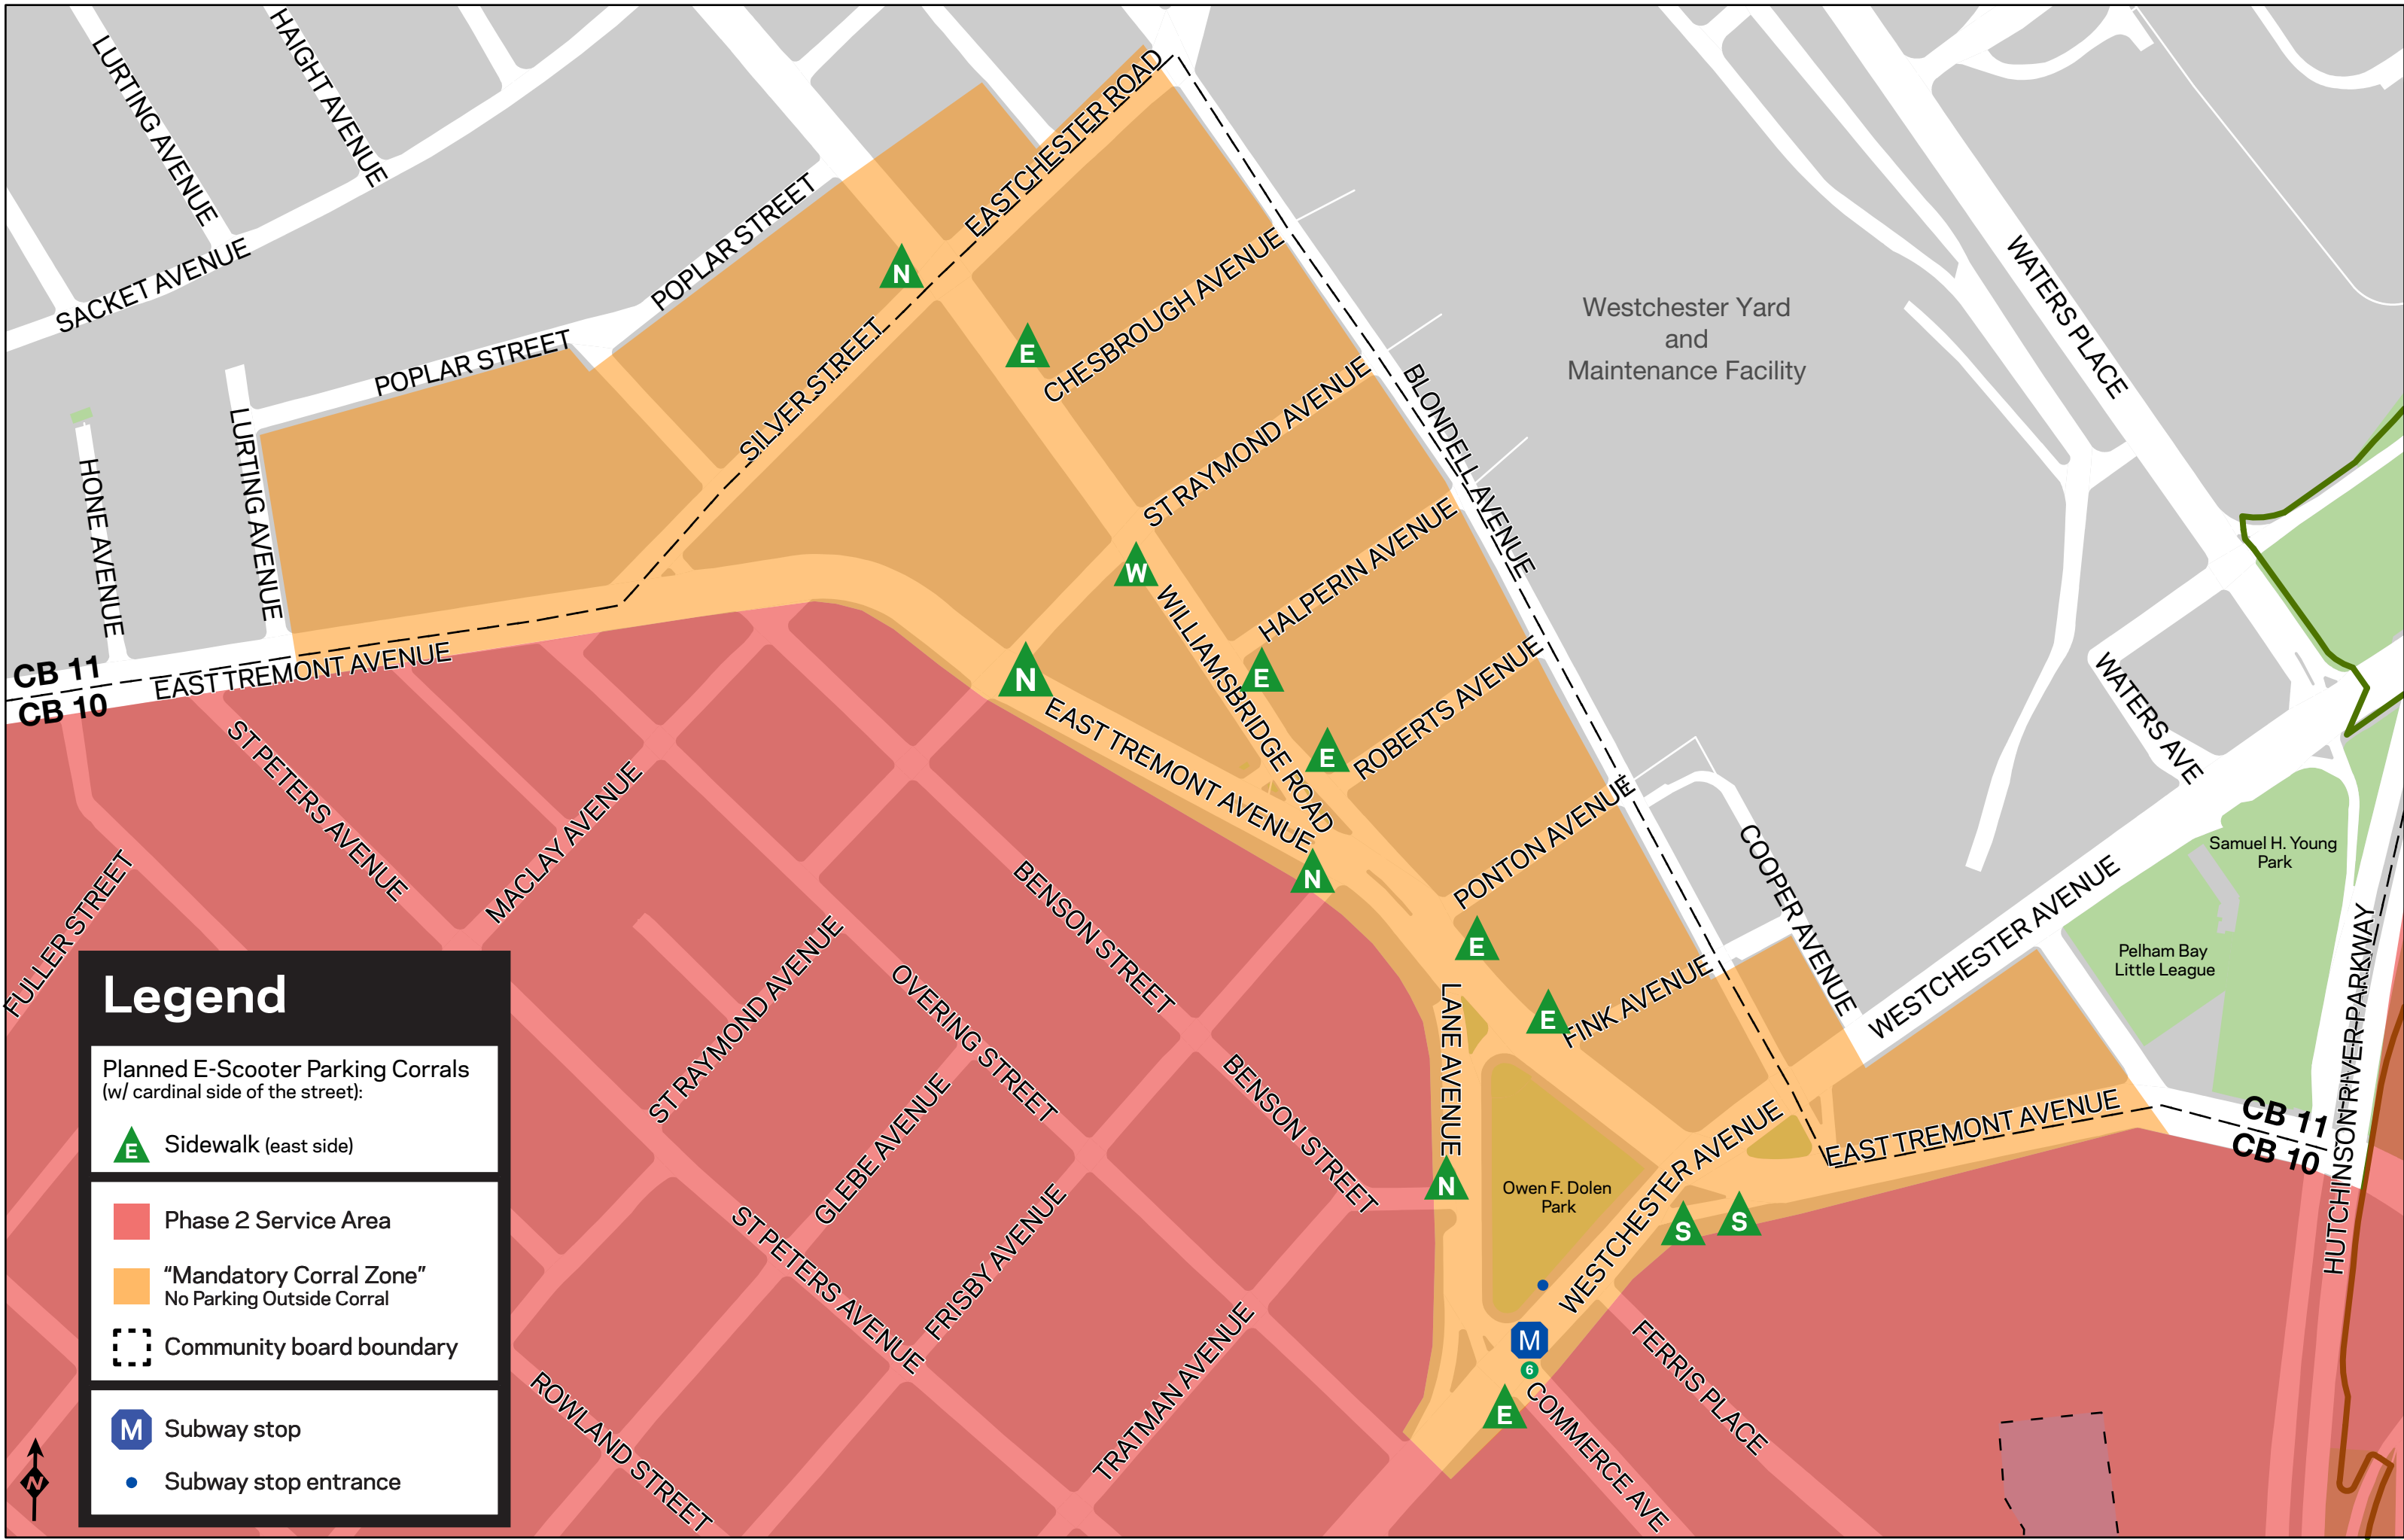 LURTING AVENUE
HAIGHT AVENUE
SACKET AVENUE
POPLAR STREET
EASTCHESTER ROAD
N
POPLAR STREET
SILVER STREET
E
CHESBROUGH AVENUE
Westchester Yard
and
Maintenance Facility
WATERS PLACE
HONE AVENUE
LURTING AVENUE
ST RAYMOND AVENUE
BLONDELL AVENUE
W
HALPERIN AVENUE
WILLIAMSBRIDGE ROAD
CB 11
CB 10
EAST TREMONT AVENUE
N
E
EAST TREMONT AVENUE
E
ROBERTS AVENUE
WATERS AVE
ST PETERS AVENUE
MACLAY AVENUE
N
PONTON AVENUE
COOPER AVENUE
Samuel H. Young
Park
BENSON STREET
E
WESTCHESTER AVENUE
Pelham Bay
Little League
FULLER STREET
ST RAYMOND AVENUE
OVERING STREET
LANE AVENUE
E
FINK AVENUE
HUTCHINSON RIVER PARKWAY
GLEBE AVENUE
BENSON STREET
EAST TREMONT AVENUE
CB 11
CB 10
N
Owen F. Dolen
Park
WESTCHESTER AVENUE
S
S
ST PETERS AVENUE
FRISBY AVENUE
TRATMAN AVENUE
M
6
E
FERRIS PLACE
COMMERCE AVE
ROWLAND STREET
Legend
Planned E-Scooter Parking Corrals
(w/ cardinal side of the street):
E Sidewalk (east side)
Phase 2 Service Area
“Mandatory Corral Zone”
No Parking Outside Corral
Community board boundary
M Subway stop
Subway stop entrance
N